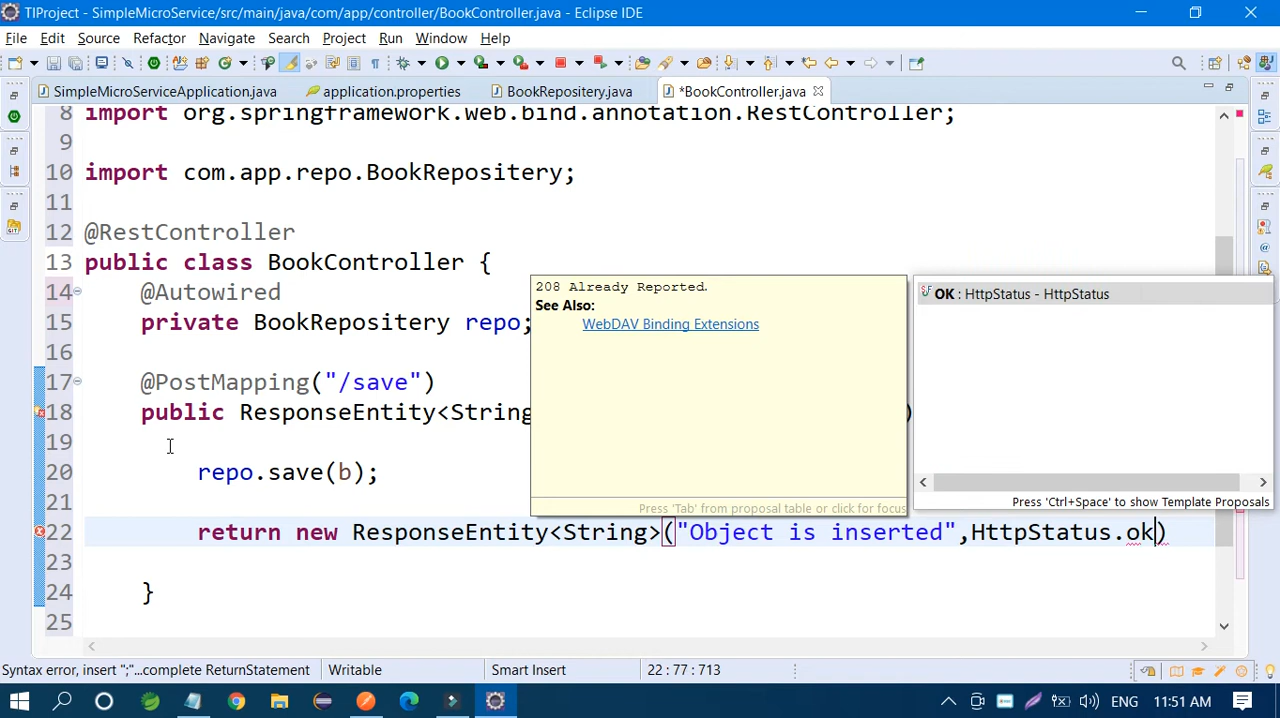 TIProject - SimpleMicroService/src/main/java/com/app/controller/BookController.java - Eclipse IDE
File Edit Source Refactor Navigate Search Project Run Window Help
SimpleMicroServiceApplication.java application.properties BookRepositery.java *BookController.java
8 import org.springframework.web.bind.annotation.RestController;
9
10 import com.app.repo.BookRepositery;
11
12 @RestController
13 public class BookController {
14 @Autowired
15 private BookRepositery repo;
16
17 @PostMapping("/save")
18 public ResponseEntity<String )
19
20 repo.save(b);
21
22 return new ResponseEntity<String>("Object is inserted",HttpStatus.ok)
23
24 }
25
208 Already Reported.
See Also:
WebDAV Binding Extensions
Press 'Tab' from proposal table or click for focus
OK : HttpStatus - HttpStatus
Press 'Ctrl+Space' to show Template Proposals
Syntax error, insert ";"...complete ReturnStatement Writable Smart Insert 22 : 77 : 713
ENG 11:51 AM